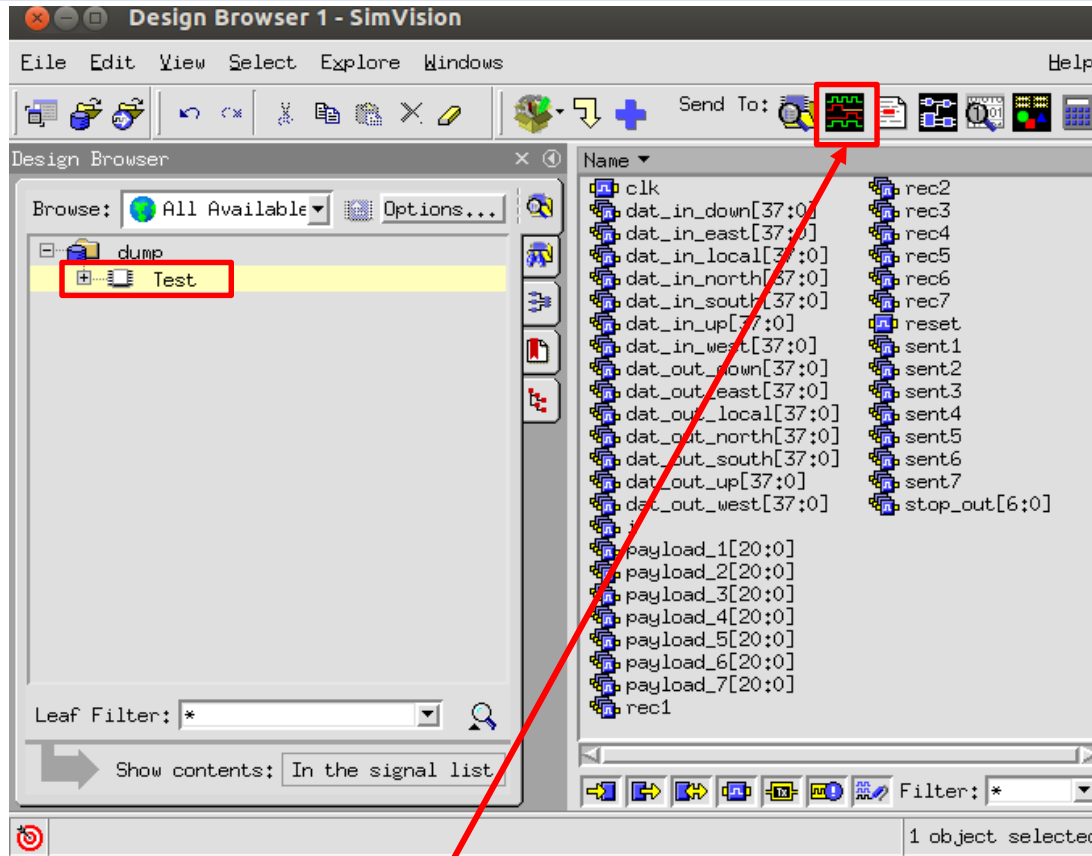 Design Browser 1 - SimVision
File Edit View Select Explore Windows Help
Send To:
Design Browser
Name
Browse: All Available Options...
dump
Test
clk
dat_in_down[37:0]
dat_in_east[37:0]
dat_in_local[37:0]
dat_in_north[37:0]
dat_in_south[37:0]
dat_in_up[37:0]
dat_in_west[37:0]
dat_out_down[37:0]
dat_out_east[37:0]
dat_out_local[37:0]
dat_out_north[37:0]
dat_out_south[37:0]
dat_out_up[37:0]
dat_out_west[37:0]
payload_1[20:0]
payload_2[20:0]
payload_3[20:0]
payload_4[20:0]
payload_5[20:0]
payload_6[20:0]
payload_7[20:0]
rec1
rec2
rec3
rec4
rec5
rec6
rec7
reset
sent1
sent2
sent3
sent4
sent5
sent6
sent7
stop_out[6:0]
Leaf Filter: *
Show contents: In the signal list
Filter: *
1 object selected